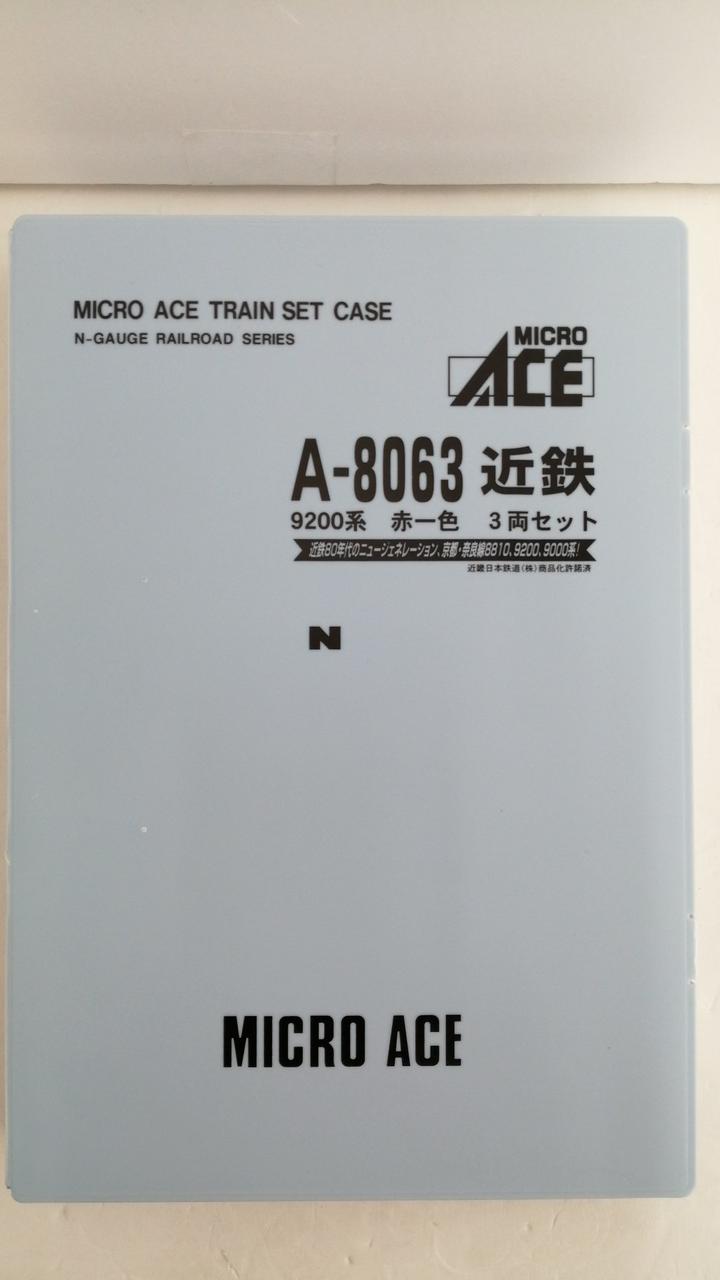 MICRO ACE TRAIN SET CASE
N-GAUGE RAILROAD SERIES
MICRO
ACE
A-8063 近鉄
9200系 赤一色 3両セット
近鉄80年代のニュージェネレーション、京都・奈良線8810、9200、9000系!
近畿日本鉄道(株)商品化許諾済
N
MICRO ACE